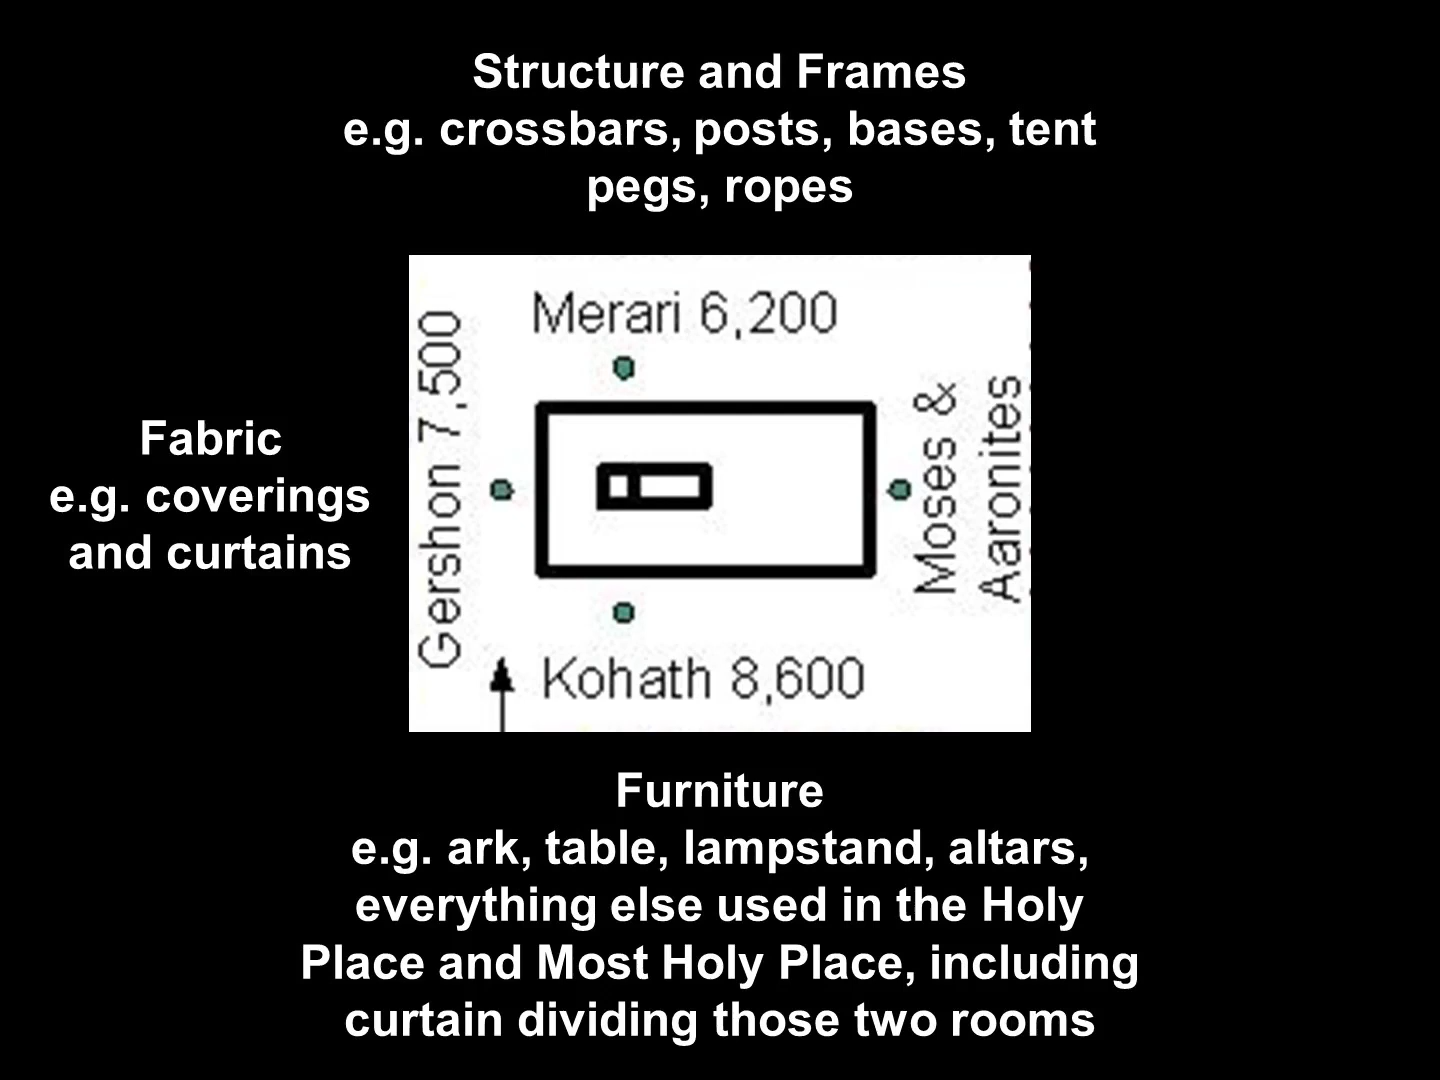 Structure and Frames
e.g. crossbars, posts, bases, tent
pegs, ropes
Merari 6,200
Gershon 7,500
Moses &
Aaronites
Fabric
e.g. coverings
and curtains
Kohath 8,600
Furniture
e.g. ark, table, lampstand, altars,
everything else used in the Holy
Place and Most Holy Place, including
curtain dividing those two rooms